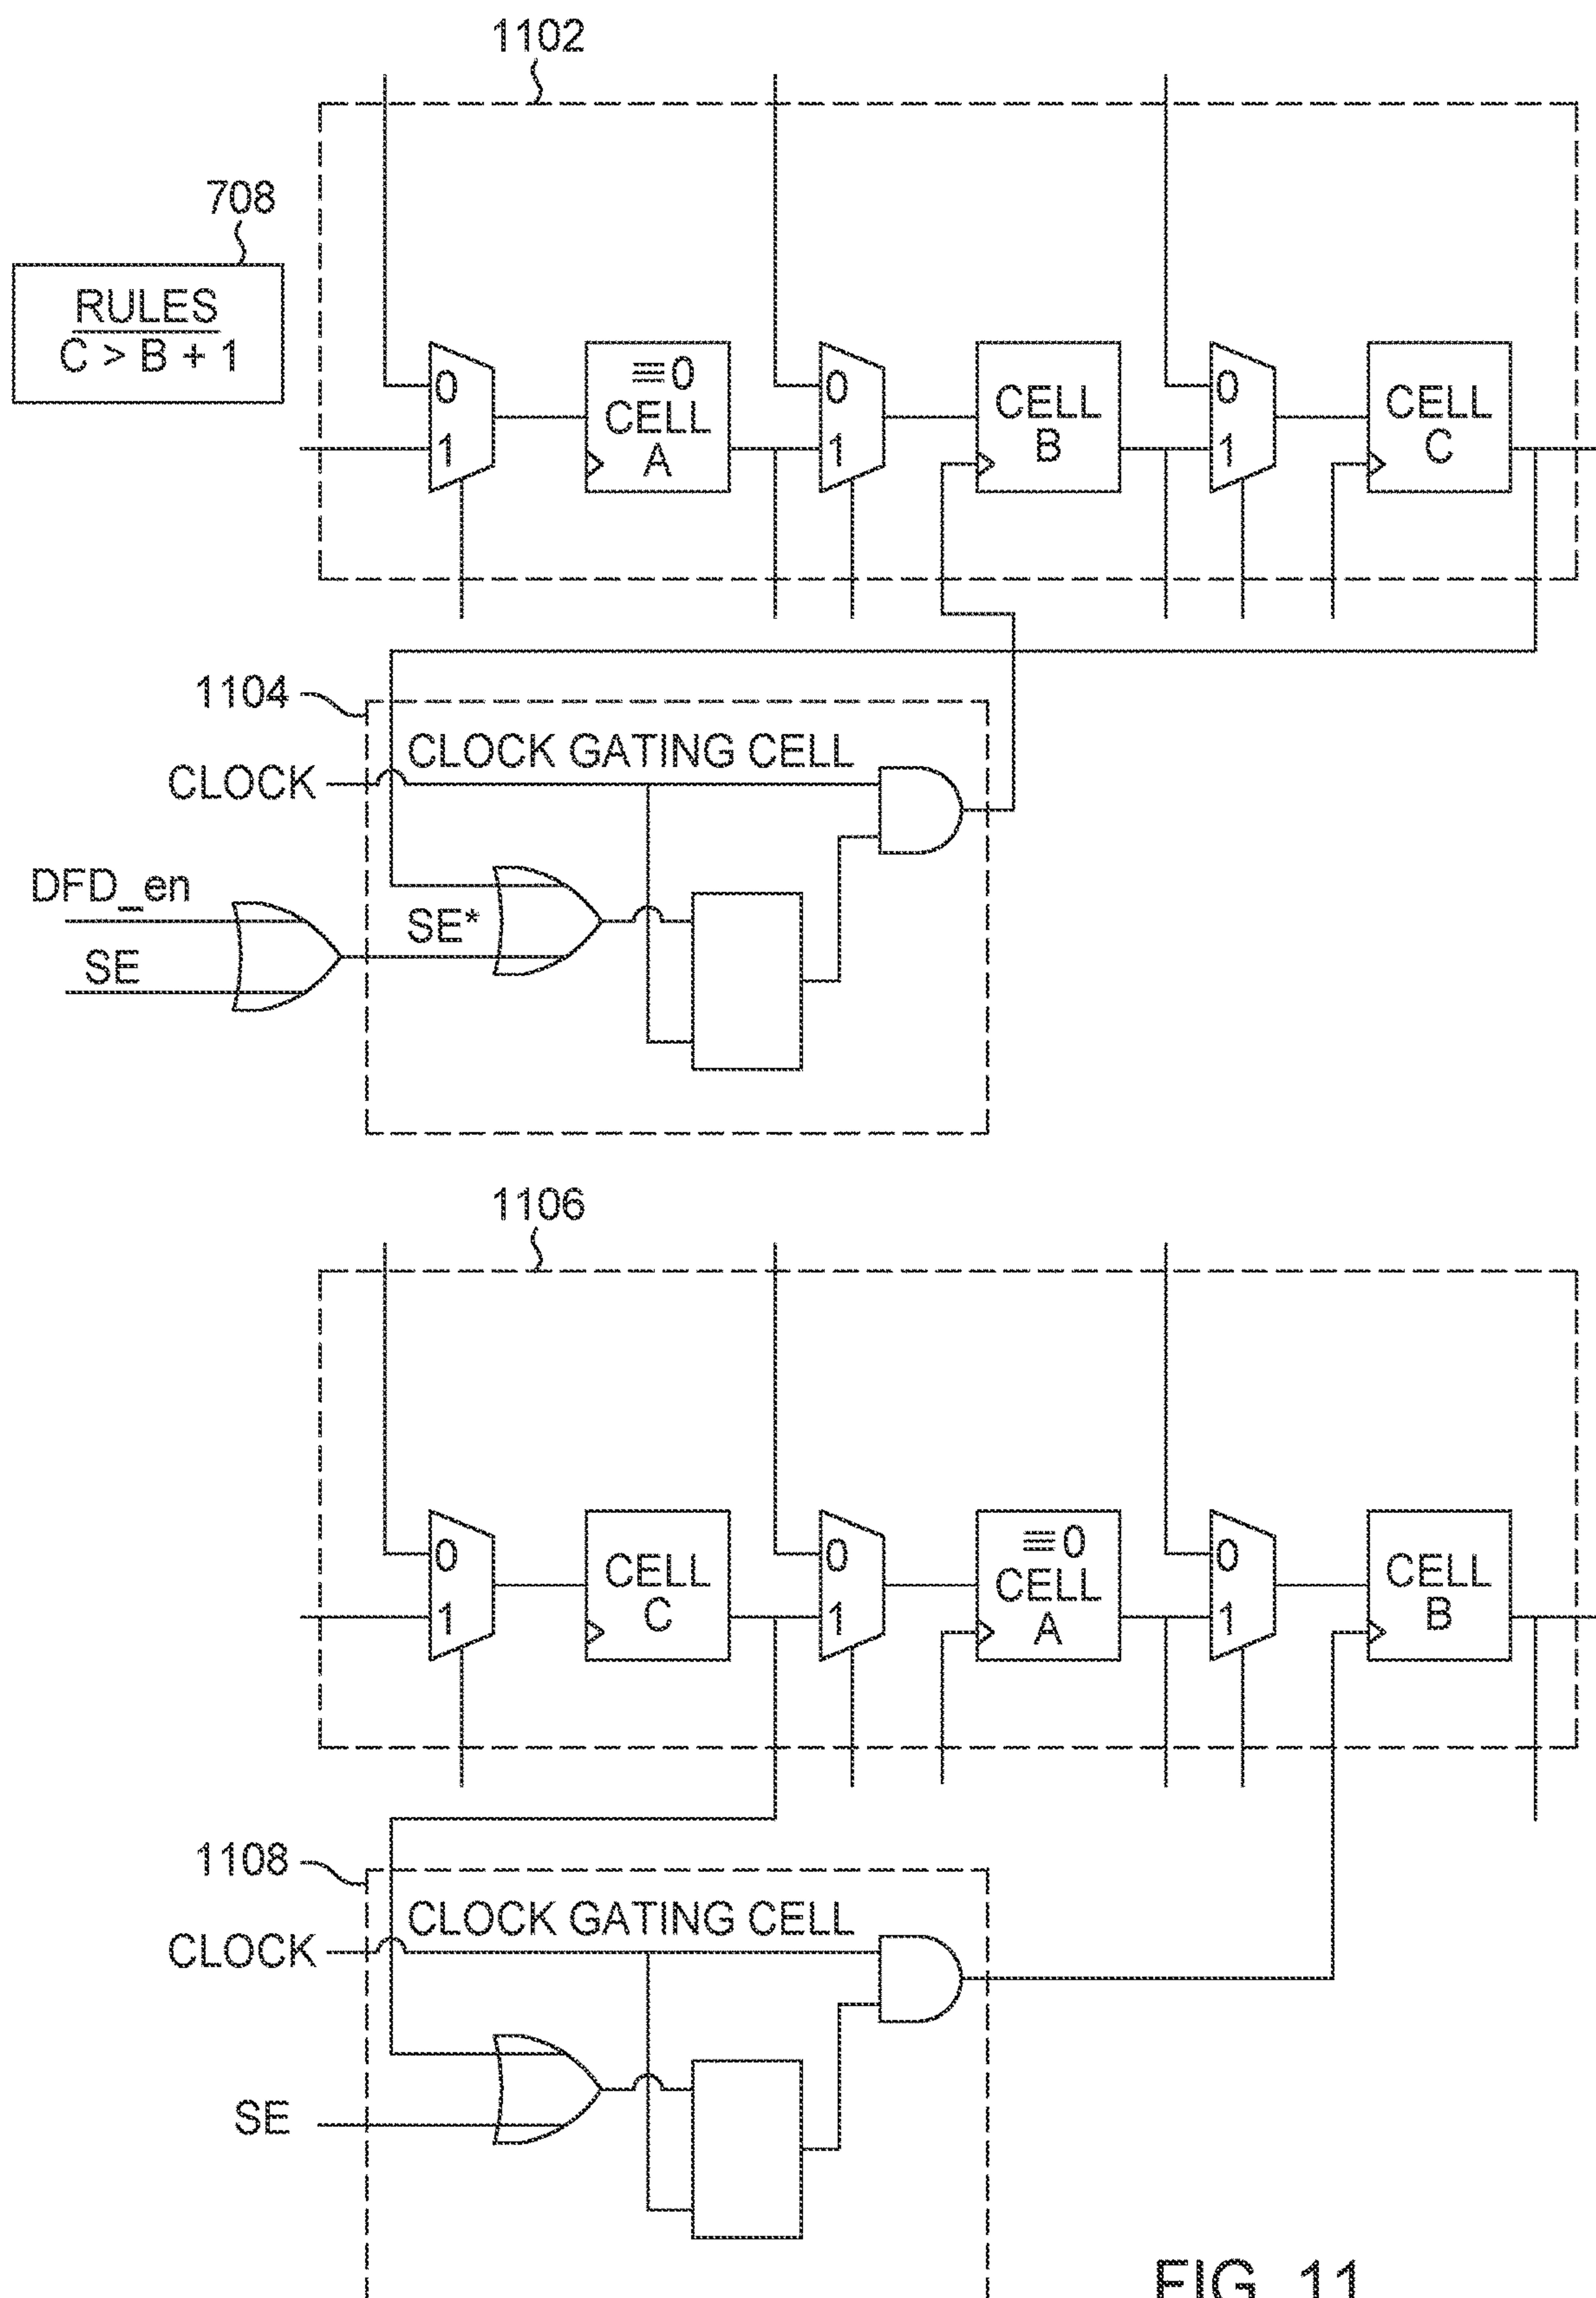 1102
708
RULES
C > B + 1
0
1
≡0
CELL
A
0
1
CELL
B
0
1
CELL
C
1104
CLOCK GATING CELL
CLOCK
DFD_en
SE*
SE
1106
0
1
CELL
C
0
1
≡0
CELL
A
0
1
CELL
B
1108
CLOCK GATING CELL
CLOCK
SE
FIG. 11